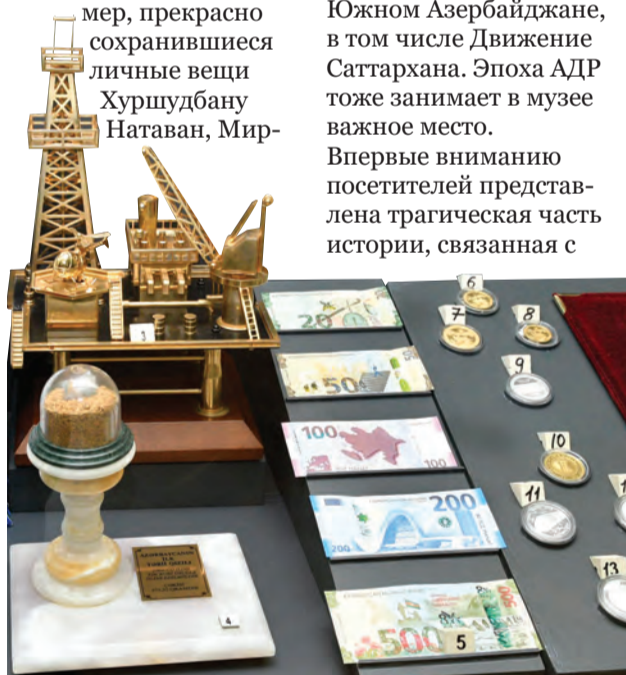 мер, прекрасно
сохранившиеся
личные вещи
Хуршудбану
Натаван, Мир-
Южном Азербайджане,
в том числе Движение
Саттархана. Эпоха АДР
тоже занимает в музее
важное место.
Впервые вниманию
посетителей представ-
лена трагическая часть
истории, связанная с
3
4
20
50
100
100
200
200
500
5
6
7
8
9
10
11
13